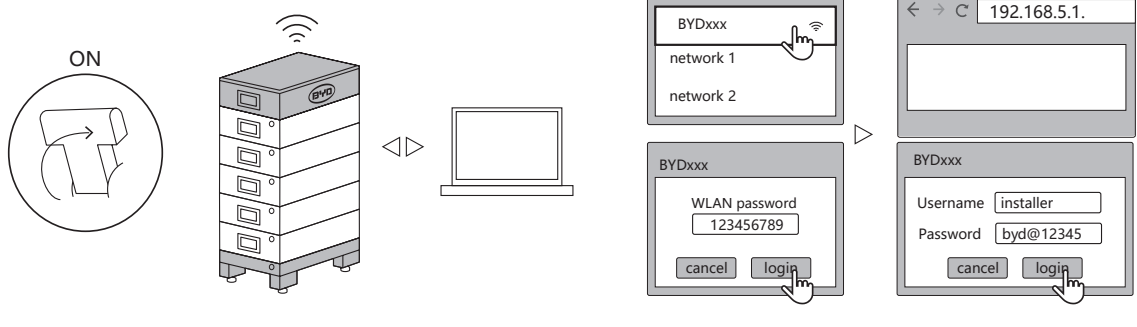 ON
BYD
BYDxxx
network 1
network 2
BYDxxx
WLAN password
123456789
cancel login
192.168.5.1.
BYDxxx
Username installer
Password byd@12345
cancel login